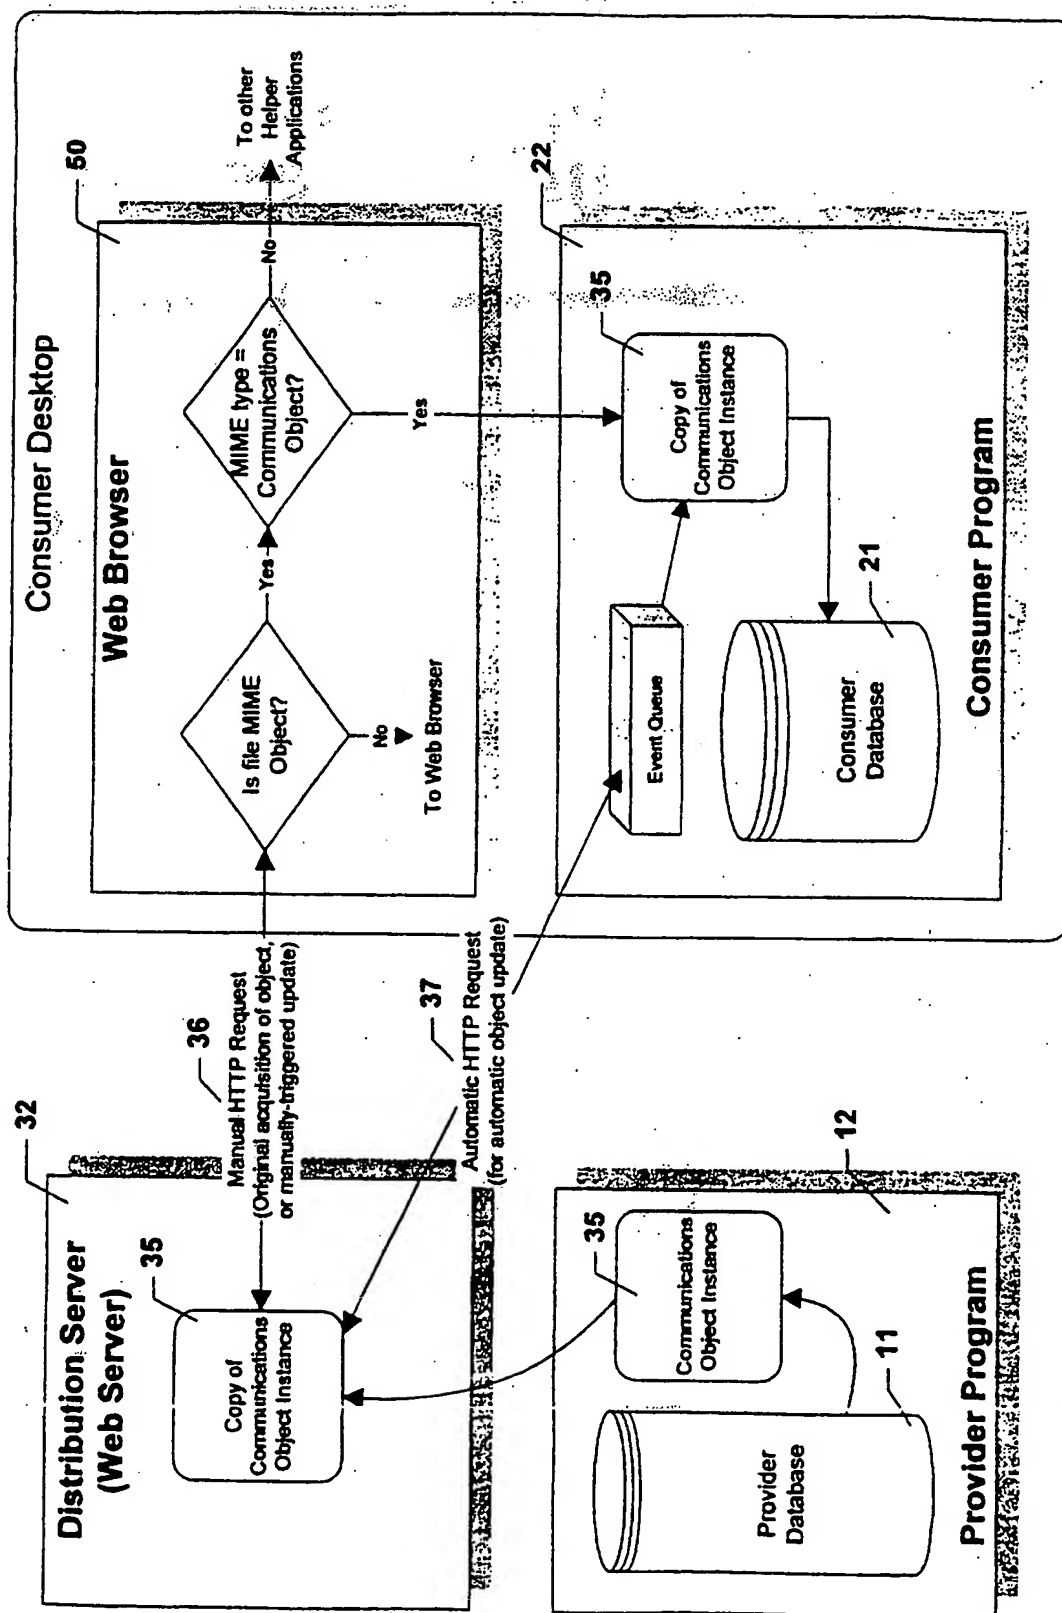 Distribution Server
(Web Server)
32
35
Copy of
Communications
Object Instance
36
Manual HTTP Request
(Original acquisition of object,
or manually-triggered update)
37
Automatic HTTP Request
(for automatic object update)
Consumer Desktop
Web Browser
50
Is file MIME
Object?
Yes
No
To Web Browser
MIME type =
Communications
Object?
No
Yes
To other
Helper
Applications
Provider Program
12
Provider
Database
11
35
Communications
Object Instance
Consumer Program
22
Event Queue
35
Copy of
Communications
Object Instance
Consumer
Database
21